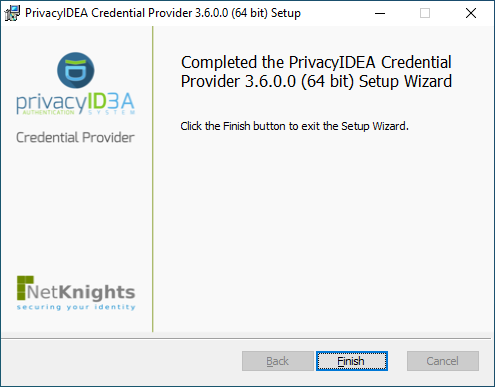 PrivacyIDEA Credential Provider 3.6.0.0 (64 bit) Setup
privacyID3A
AUTHENTICATION SYSTEM
Credential Provider
Completed the PrivacyIDEA Credential
Provider 3.6.0.0 (64 bit) Setup Wizard
Click the Finish button to exit the Setup Wizard.
NetKnights
securing your identity
Back
Finish
Cancel